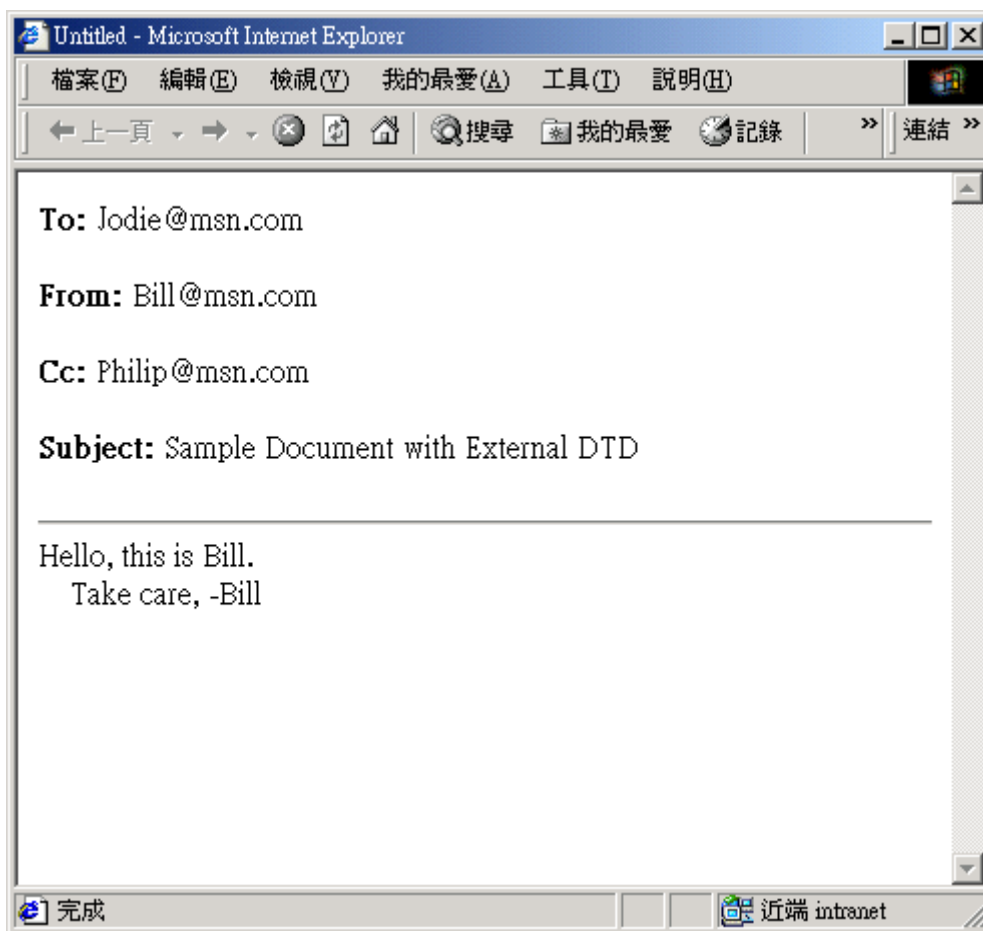 Untitled - Microsoft Internet Explorer
檔案(F) 編輯(E) 檢視(V) 我的最愛(A) 工具(T) 說明(H)
上一頁 搜尋 我的最愛 記錄 » 連結 »
To: Jodie@msn.com
From: Bill@msn.com
Cc: Philip@msn.com
Subject: Sample Document with External DTD
Hello, this is Bill.
Take care, -Bill
完成 近端 intranet